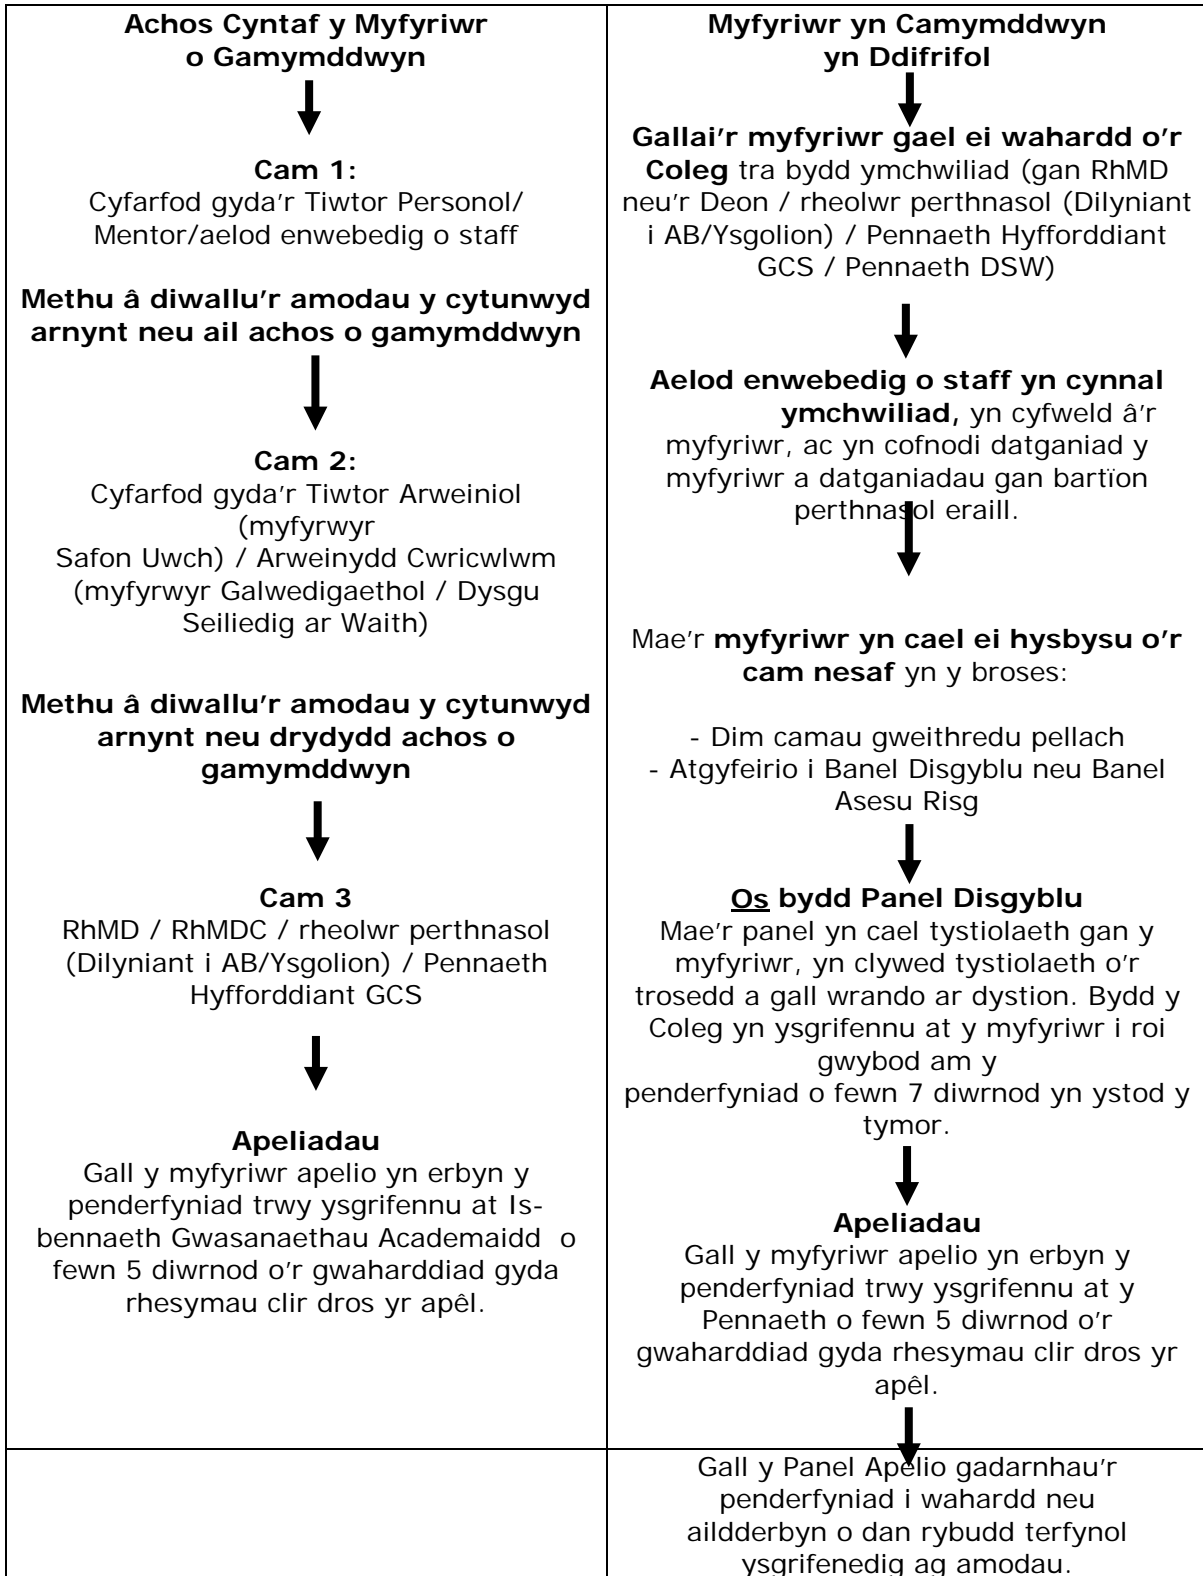 Achos Cyntaf y Myfyriwr
o Gamymddwyn
Cam 1:
Cyfarfod gyda'r Tiwtor Personol/
Mentor/aelod enwebedig o staff
Methu â diwallu'r amodau y cytunwyd
arnynt neu ail achos o gamymddwyn
Cam 2:
Cyfarfod gyda'r Tiwtor Arweiniol
(myfyrwyr
Safon Uwch) / Arweinydd Cwricwlwm
(myfyrwyr Galwedigaethol / Dysgu
Seiliedig ar Waith)
Methu â diwallu'r amodau y cytunwyd
arnynt neu drydydd achos o
gamymddwyn
Cam 3
RhMD / RhMDC / rheolwr perthnasol
(Dilyniant i AB/Ysgolion) / Pennaeth
Hyfforddiant GCS
Apeliadau
Gall y myfyriwr apelio yn erbyn y
penderfyniad trwy ysgrifennu at Is-
bennaeth Gwasanaethau Academaidd o
fewn 5 diwrnod o'r gwaharddiad gyda
rhesymau clir dros yr apêl.
Myfyriwr yn Camymddwyn
yn Ddifrifol
Gallai'r myfyriwr gael ei wahardd o'r
Coleg tra bydd ymchwiliad (gan RhMD
neu'r Deon / rheolwr perthnasol (Dilyniant
i AB/Ysgolion) / Pennaeth Hyfforddiant
GCS / Pennaeth DSW)
Aelod enwebedig o staff yn cynnal
ymchwiliad, yn cyfweld â'r
myfyriwr, ac yn cofnodi datganiad y
myfyriwr a datganiadau gan bartïon
perthnasol eraill.
Mae'r myfyriwr yn cael ei hysbysu o'r
cam nesaf yn y broses:
- Dim camau gweithredu pellach
- Atgyfeirio i Banel Disgyblu neu Banel
Asesu Risg
Os bydd Panel Disgyblu
Mae'r panel yn cael tystiolaeth gan y
myfyriwr, yn clywed tystiolaeth o'r
trosedd a gall wrando ar dystion. Bydd y
Coleg yn ysgrifennu at y myfyriwr i roi
gwybod am y
penderfyniad o fewn 7 diwrnod yn ystod y
tymor.
Apeliadau
Gall y myfyriwr apelio yn erbyn y
penderfyniad trwy ysgrifennu at y
Pennaeth o fewn 5 diwrnod o'r
gwaharddiad gyda rhesymau clir dros yr
apêl.
Gall y Panel Apelio gadarnhau'r
penderfyniad i wahardd neu
aildderbyn o dan rybudd terfynol
ysgrifenedig ag amodau.